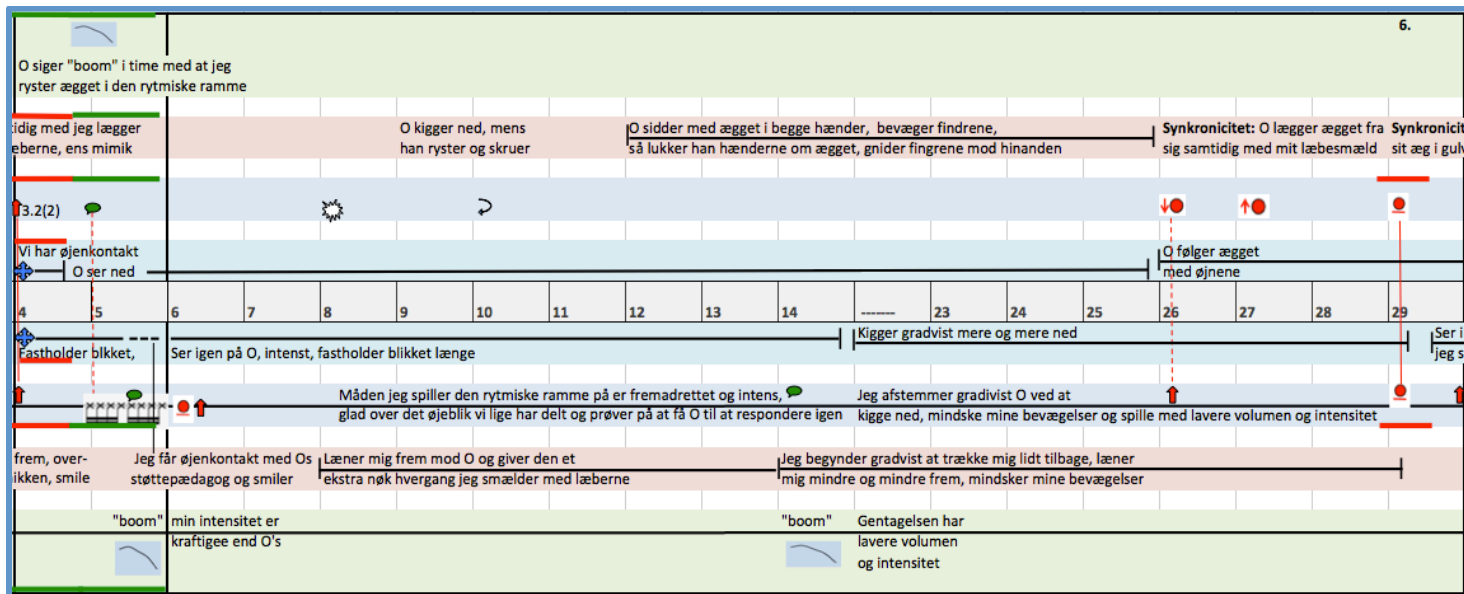 6.
O siger "boom" i time med at jeg
ryster ægget i den rytmiske ramme
tidig med jeg lægger
æberne, ens mimik
O kigger ned, mens
han ryster og skruer
O sidder med ægget i begge hænder, bevæger findrene,
så lukker han hænderne om ægget, gnider fingrene mod hinanden
Synkronicitet: O lægger ægget fra
sig samtidig med mit læbesmæld
Synkronicit
sit æg i gulv
3.2(2)
Vi har øjenkontakt
O ser ned
O følger ægget
med øjnene
4 5 6 7 8 9 10 11 12 13 14 ------- 23 24 25 26 27 28 29
Fastholder blkket,
Ser igen på O, intenst, fastholder blikket længe
Kigger gradvist mere og mere ned
Ser i
jeg s
xxxxxxxxx
Måden jeg spiller den rytmiske ramme på er fremadrettet og intens,
glad over det øjeblik vi lige har delt og prøver på at få O til at respondere igen
Jeg afstemmer gradivist O ved at
kigge ned, mindske mine bevægelser og spille med lavere volumen og intensitet
frem, over-
ikken, smile
Jeg får øjenkontakt med Os
støttepædagog og smiler
Læner mig frem mod O og giver den et
ekstra nøk hvergang jeg smælder med læberne
Jeg begynder gradvist at trække mig lidt tilbage, læner
mig mindre og mindre frem, mindsker mine bevægelser
"boom"
min intensitet er
kraftigee end O's
"boom"
Gentagelsen har
lavere volumen
og intensitet